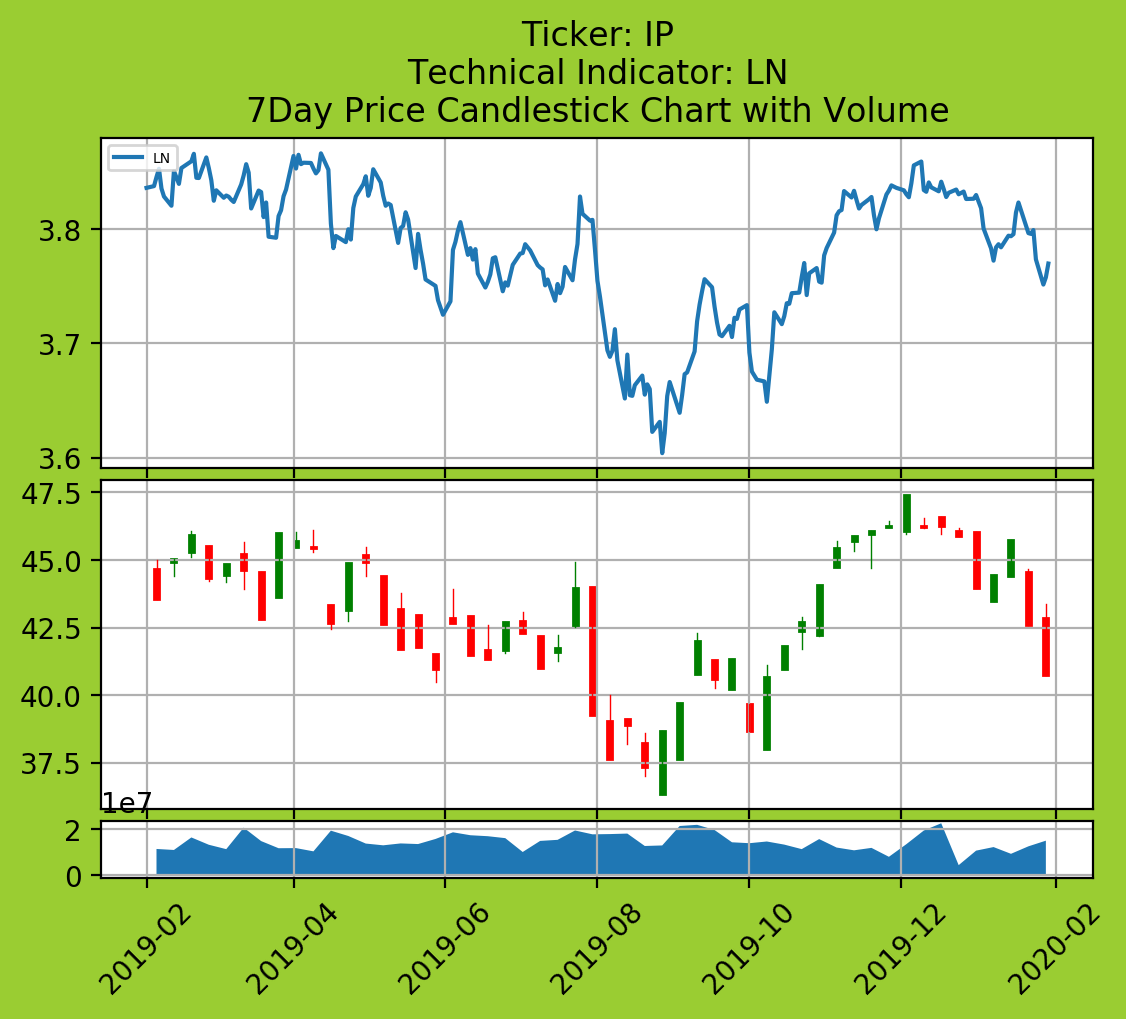 Ticker: IP
Technical Indicator: LN
7Day Price Candlestick Chart with Volume
LN
3.8
3.7
3.6
47.5
45.0
42.5
40.0
37.5
1e7
2
0
2019-02 2019-04 2019-06 2019-08 2019-10 2019-12 2020-02